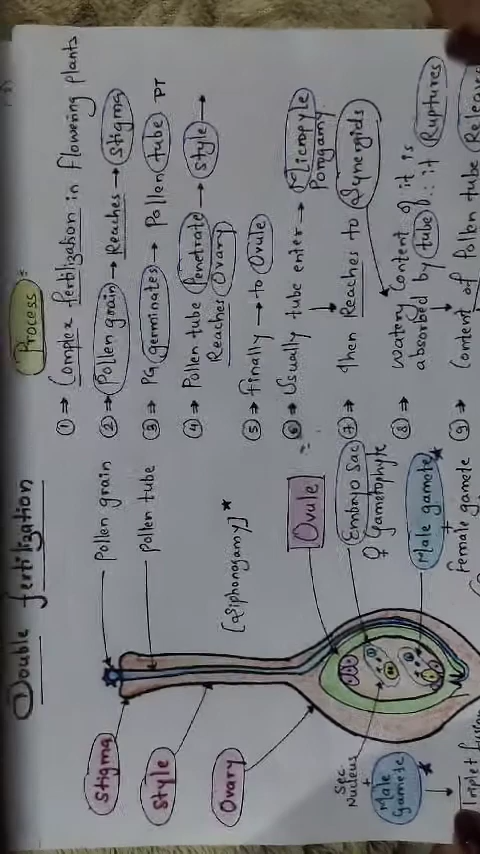 ① Double fertilization
Process:
① ⇒ Complex fertilization in flowering plants
② ⇒ Pollen grain → Reaches → Stigma
③ ⇒ PG germinates → Pollen tube PT
④ ⇒ Pollen tube Penetrate → style →
Reaches Ovary
⑤ ⇒ Finally → to Ovule
⑥ ⇒ Usually tube enter → Micropyle
Porogamy
⑦ ⇒ then Reaches to Synergids
⑧ ⇒ Watery Content of it is
absorbed by tube ∴ it Ruptures
⑨ ⇒ Content of Pollen tube
Pollen grain
Pollen tube
[Siphonogamy]*
Ovule
Embryo Sac
♀ Gametophyte
Male gamete
+
female gamete
Stigma
Style
Ovary
Sec
Nucleus
+
Male
Gamete
Triplet